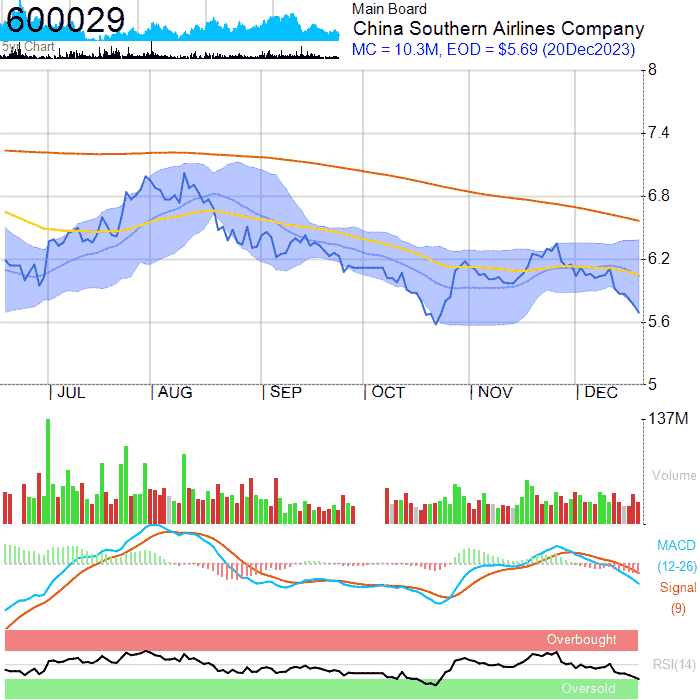 600029
5yr Chart
Main Board
China Southern Airlines Company
MC = 10.3M, EOD = $5.69 (20Dec2023)
8
7.4
6.8
6.2
5.6
5
JUL AUG SEP OCT NOV DEC
137M
Volume
MACD
(12-26)
Signal
(9)
Overbought
RSI(14)
Oversold